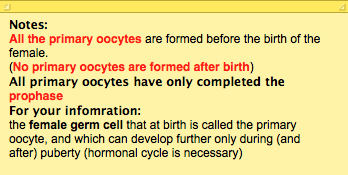 Notes:
All the primary oocytes are formed before the birth of the
female.
(No primary oocytes are formed after birth)
All primary oocytes have only completed the
prophase
For your infomration:
the female germ cell that at birth is called the primary
oocyte, and which can develop further only during (and
after) puberty (hormonal cycle is necessary)